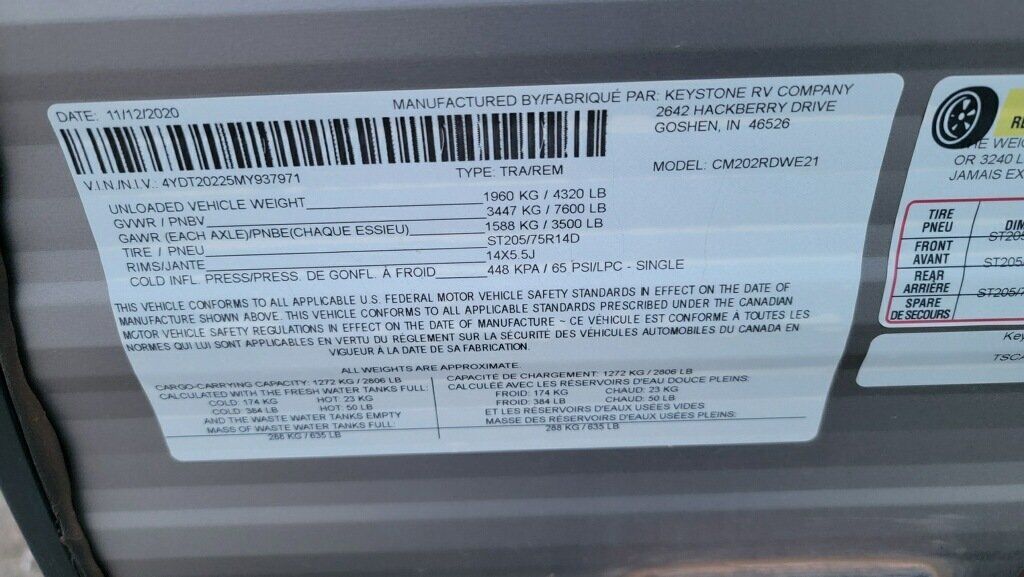 DATE: 11/12/2020 MANUFACTURED BY/FABRIQUÉ PAR: KEYSTONE RV COMPANY
2642 HACKBERRY DRIVE
GOSHEN, IN 46526
V.I.N./N.I.V.: 4YDT20225MY937971 TYPE: TRA/REM MODEL: CM202RDWE21
UNLOADED VEHICLE WEIGHT 1960 KG / 4320 LB
GVWR / PNBV 3447 KG / 7600 LB
GAWR (EACH AXLE)/PNBE(CHAQUE ESSIEU) 1588 KG / 3500 LB
TIRE / PNEU ST205/75R14D
RIMS/JANTE 14X5.5J
COLD INFL. PRESS/PRESS. DE GONFL. À FROID 448 KPA / 65 PSI/LPC - SINGLE
THIS VEHICLE CONFORMS TO ALL APPLICABLE U.S. FEDERAL MOTOR VEHICLE SAFETY STANDARDS IN EFFECT ON THE DATE OF
MANUFACTURE SHOWN ABOVE. THIS VEHICLE CONFORMS TO ALL APPLICABLE STANDARDS PRESCRIBED UNDER THE CANADIAN
MOTOR VEHICLE SAFETY REGULATIONS IN EFFECT ON THE DATE OF MANUFACTURE ~ CE VÉHICULE EST CONFORME À TOUTES LES
NORMES QUI LUI SONT APPLICABLES EN VERTU DU RÈGLEMENT SUR LA SÉCURITÉ DES VÉHICULES AUTOMOBILES DU CANADA EN
VIGUEUR À LA DATE DE SA FABRICATION.
ALL WEIGHTS ARE APPROXIMATE.
CARGO-CARRYING CAPACITY: 1272 KG / 2806 LB
CALCULATED WITH THE FRESH WATER TANKS FULL:
COLD: 174 KG HOT: 23 KG
COLD: 384 LB HOT: 50 LB
AND THE WASTE WATER TANKS EMPTY
MASS OF WASTE WATER TANKS FULL:
288 KG / 635 LB
CAPACITÉ DE CHARGEMENT: 1272 KG / 2806 LB
CALCULÉE AVEC LES RÉSERVOIRS D'EAU DOUCE PLEINS:
FROID: 174 KG CHAUD: 23 KG
FROID: 384 LB CHAUD: 50 LB
ET LES RÉSERVOIRS D'EAUX USÉES VIDES
MASSE DES RÉSERVOIRS D'EAUX USÉES PLEINS:
288 KG / 635 LB
OR 3240
JAMAIS EX
TIRE
PNEU
FRONT
AVANT ST205/
REAR
ARRIÈRE
SPARE ST205/7
DE SECOURS